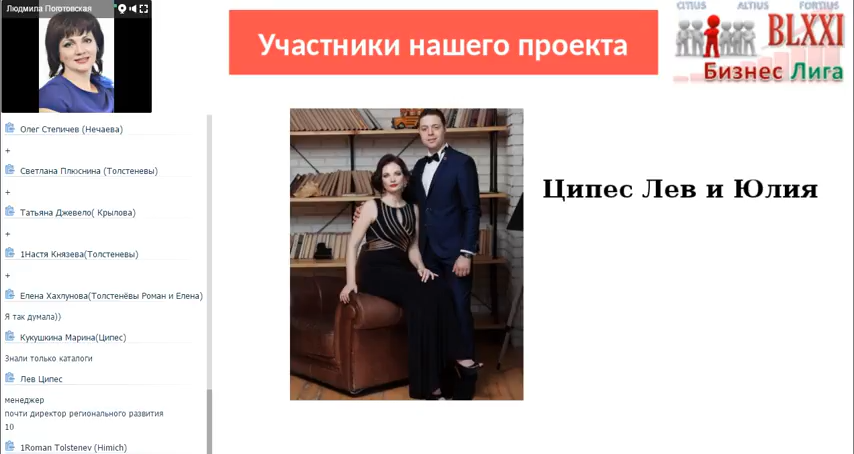 Людмила Поготовская
Олег Степичев (Нечаева)
+
Светлана Плюснина (Толстеневы)
+
Татьяна Джевело( Крылова)
+
1Настя Князева(Толстеневы)
+
Елена Хахлунова(Толстенёвы Роман и Елена)
Я так думала))
Кукушкина Марина(Ципес)
Знали только каталоги
Лев Ципес
менеджер
почти директор регионального развития
10
1Roman Tolstenev (Himich)
Участники нашего проекта
CITIUS ALTIUS FORTIUS
BLXXI
Бизнес Лига
Ципес Лев и Юлия